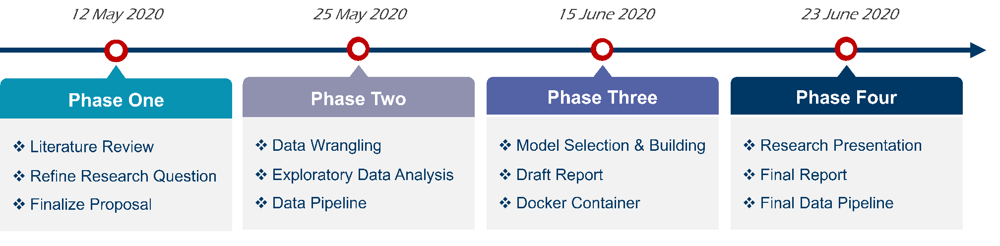 12 May 2020
25 May 2020
15 June 2020
23 June 2020
Phase One
Literature Review
Refine Research Question
Finalize Proposal
Phase Two
Data Wrangling
Exploratory Data Analysis
Data Pipeline
Phase Three
Model Selection & Building
Draft Report
Docker Container
Phase Four
Research Presentation
Final Report
Final Data Pipeline